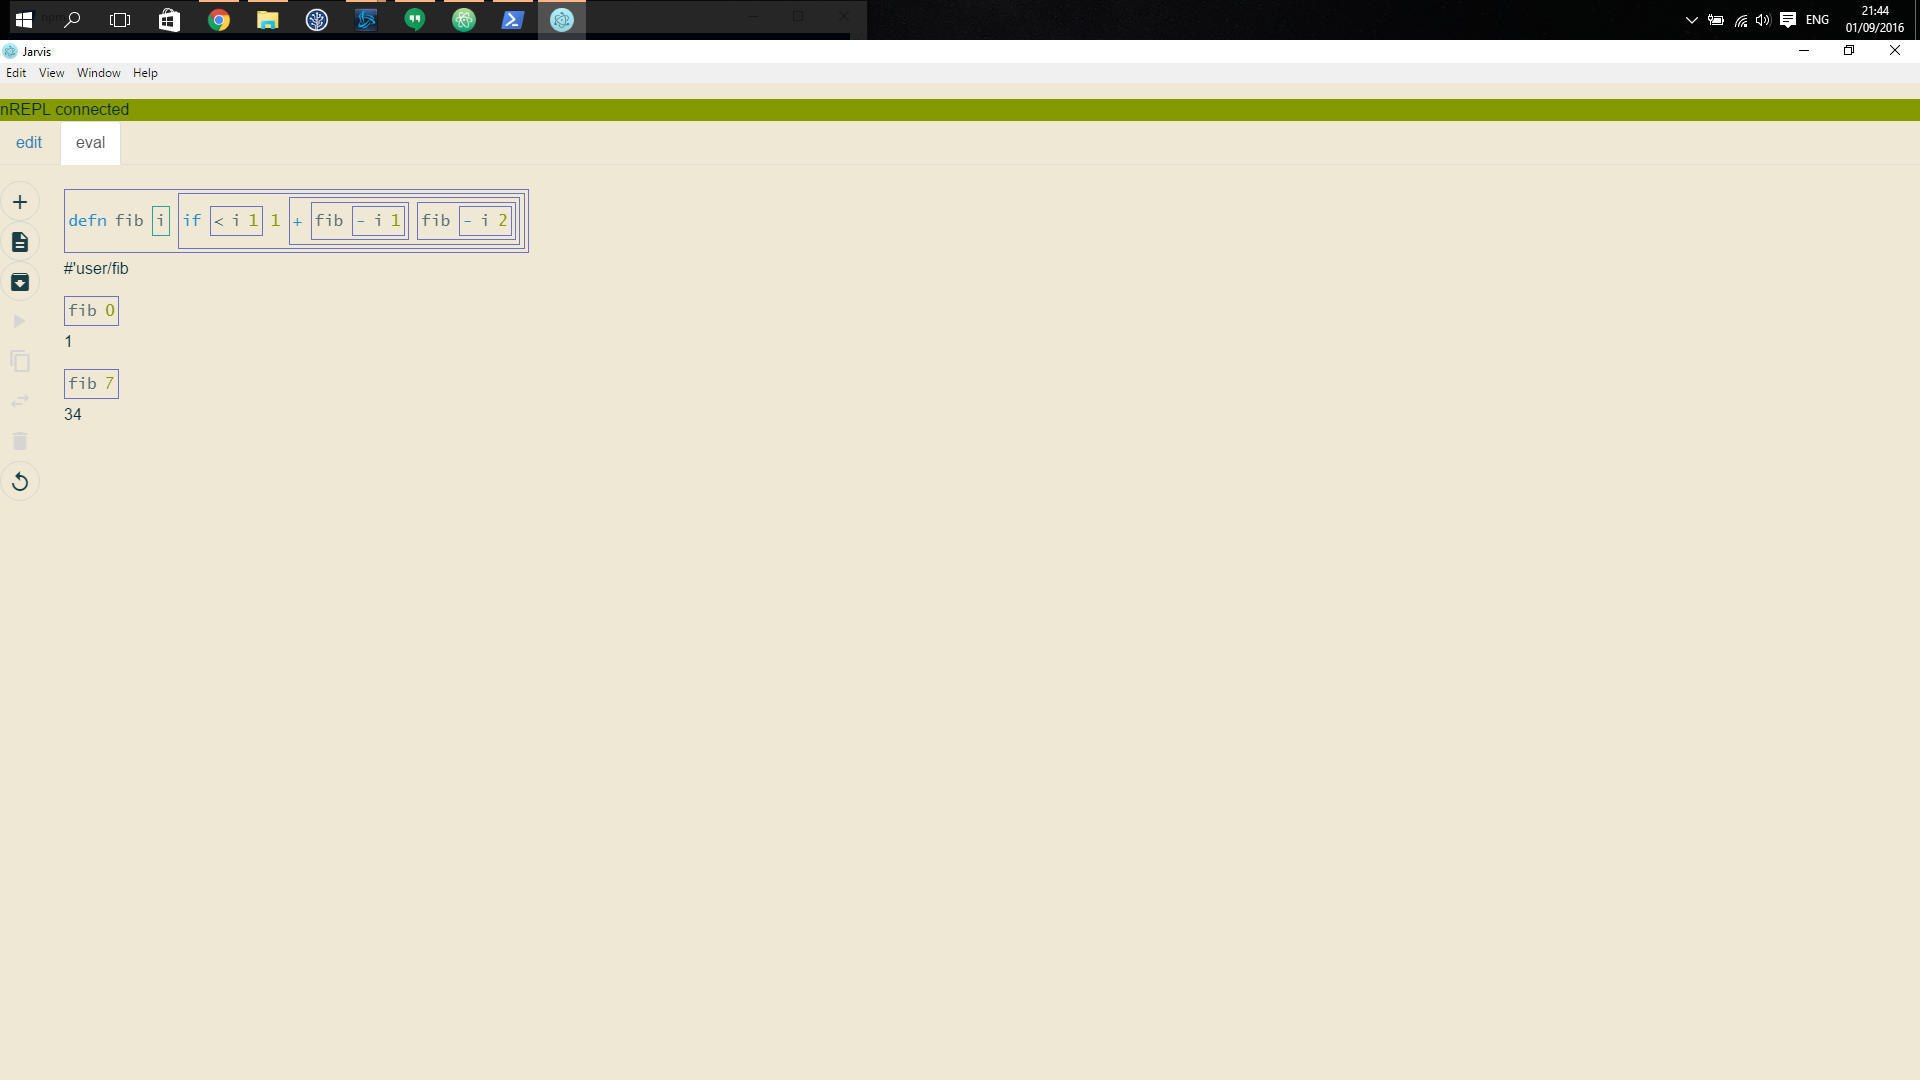 npm
21:44
ENG
01/09/2016
Jarvis
Edit View Window Help
nREPL connected
edit eval
defn fib i if < i 1 1 + fib - i 1 fib - i 2
#'user/fib
fib 0
1
fib 7
34